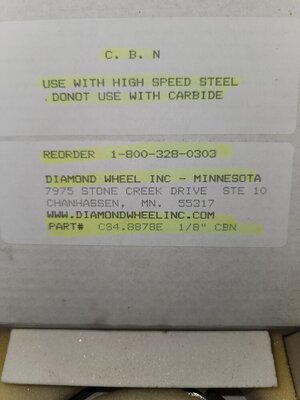 C. B. N
USE WITH HIGH SPEED STEEL
.DONOT USE WITH CARBIDE
REORDER 1-800-328-0303
DIAMOND WHEEL INC - MINNESOTA
7975 STONE CREEK DRIVE STE 10
CHANHASSEN, MN. 55317
WWW.DIAMONDWHEELINC.COM
PART# CS4.8878E 1/8" CBN